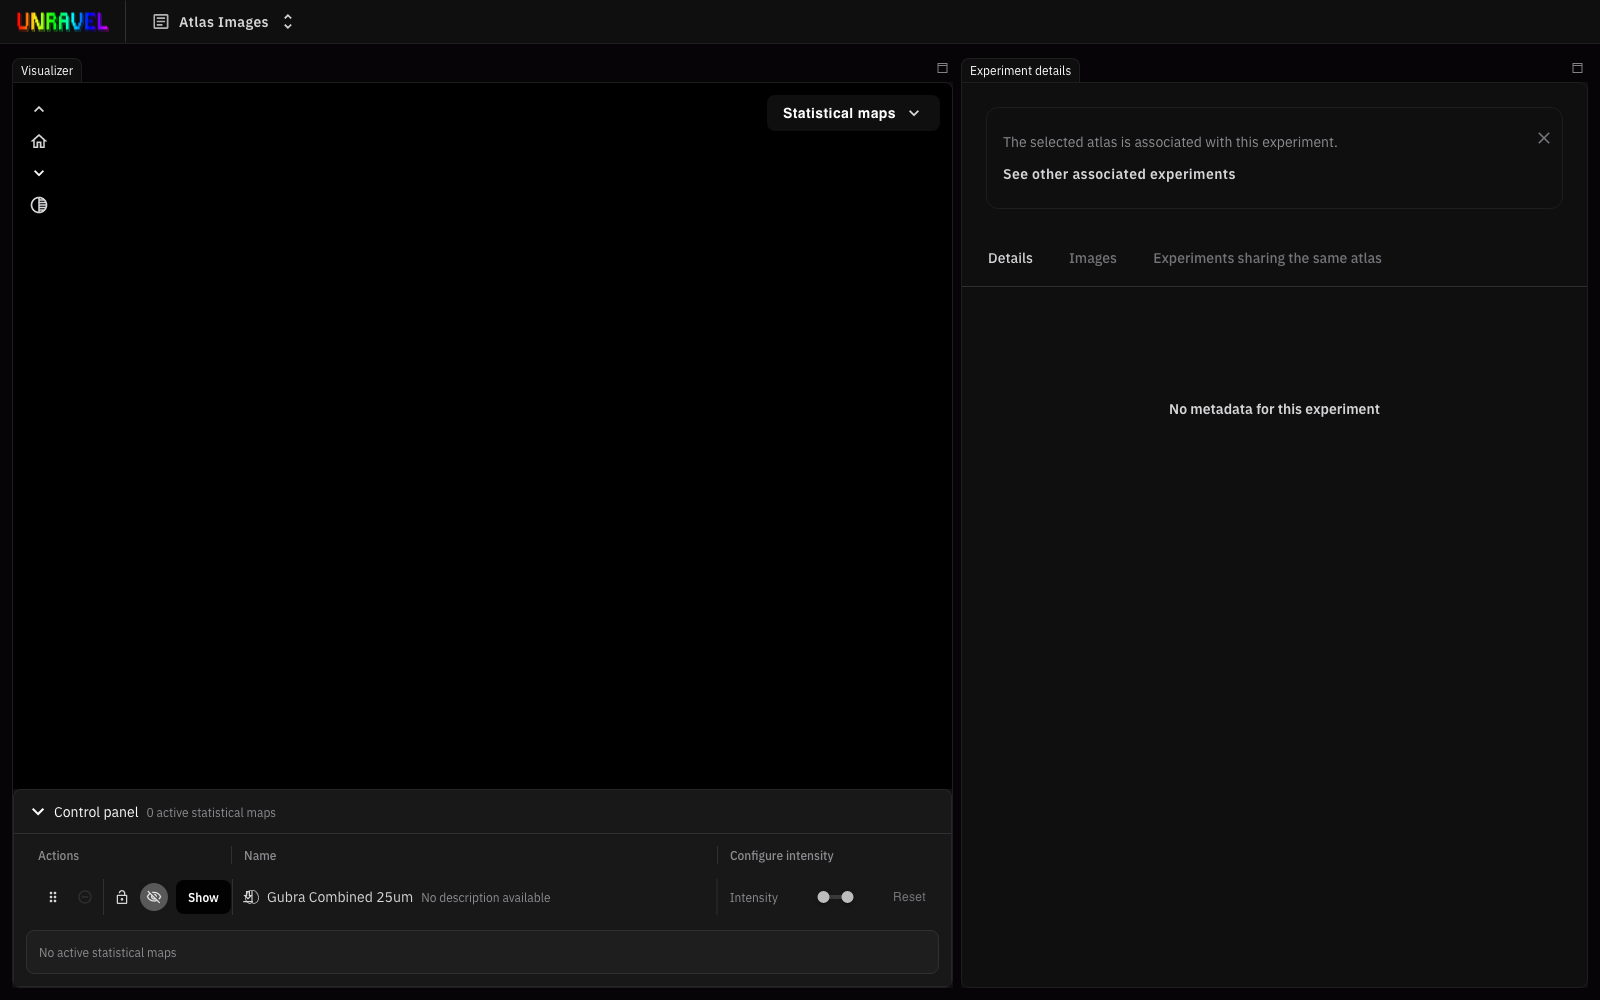 UNRAVEL
Atlas Images
Visualizer
Statistical maps
Control panel 0 active statistical maps
Actions Name Configure intensity
Show Gubra Combined 25um No description available Intensity Reset
No active statistical maps
Experiment details
The selected atlas is associated with this experiment.
See other associated experiments
Details Images Experiments sharing the same atlas
No metadata for this experiment